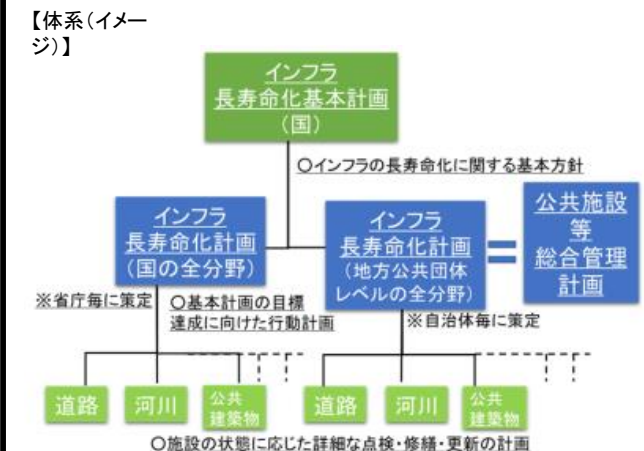 【体系(イメー
ジ)】
インフラ
長寿命化基本計画
(国)
○インフラの長寿命化に関する基本方針
インフラ
長寿命化計画
(国の全分野)
インフラ
長寿命化計画
(地方公共団体
レベルの全分野)
公共施設
等
総合管理
計画
※省庁毎に策定
○基本計画の目標
達成に向けた行動計画
※自治体毎に策定
道路
河川
公共
建築物
道路
河川
公共
建築物
○施設の状態に応じた詳細な点検・修繕・更新の計画